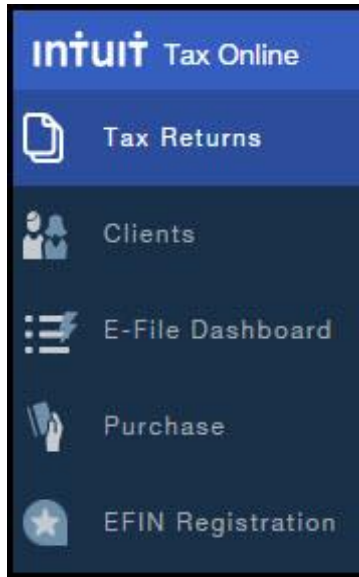 intuit Tax Online
Tax Returns
Clients
E-File Dashboard
Purchase
EFIN Registration